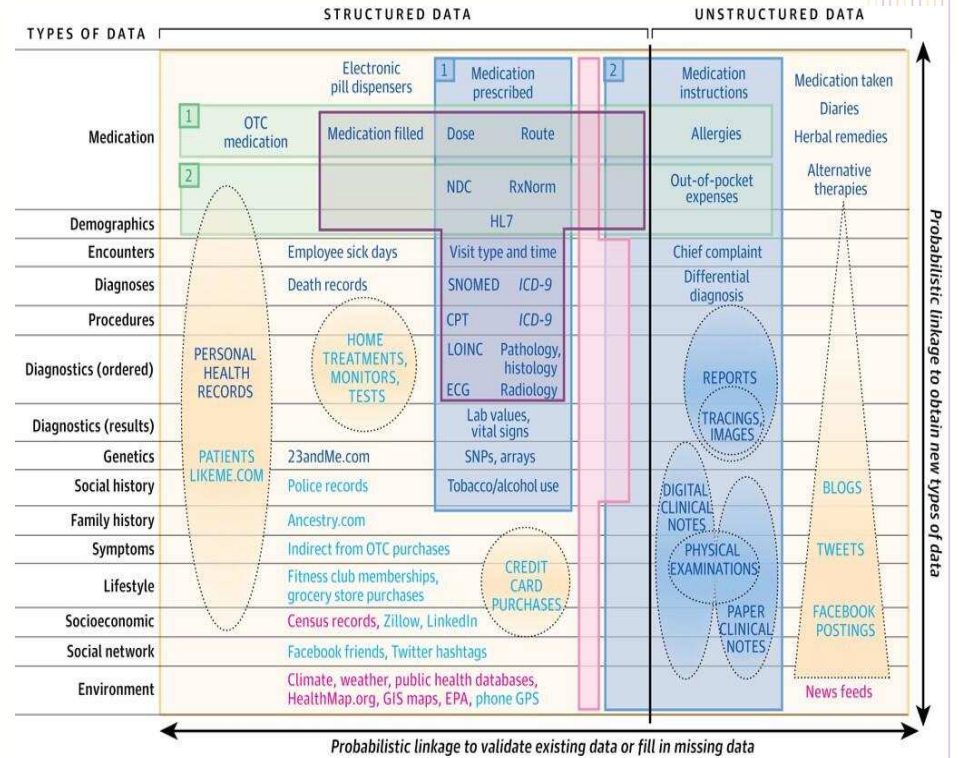 STRUCTURED DATA
UNSTRUCTURED DATA
TYPES OF DATA
1
2
Electronic
pill dispensers
Medication
prescribed
Medication
instructions
Medication taken
Diaries
Herbal remedies
Alternative
therapies
Medication
1
OTC
medication
Medication filled
Dose
Route
Allergies
2
NDC
RxNorm
Out-of-pocket
expenses
Demographics
HL7
Encounters
Employee sick days
Visit type and time
Chief complaint
Diagnoses
Death records
SNOMED
ICD-9
Differential
diagnosis
Procedures
CPT
ICD-9
Diagnostics (ordered)
PERSONAL
HEALTH
RECORDS
HOME
TREATMENTS,
MONITORS,
TESTS
LOINC
Pathology,
histology
ECG
Radiology
REPORTS
TRACINGS,
IMAGES
Diagnostics (results)
Lab values,
vital signs
Genetics
PATIENTS
LIKEME.COM
23andMe.com
SNPs, arrays
Social history
Police records
Tobacco/alcohol use
DIGITAL
CLINICAL
NOTES
BLOGS
Family history
Ancestry.com
Symptoms
Indirect from OTC purchases
PHYSICAL
EXAMINATIONS
TWEETS
Lifestyle
Fitness club memberships,
grocery store purchases
CREDIT
CARD
PURCHASES
Socioeconomic
Census records, Zillow, LinkedIn
PAPER
CLINICAL
NOTES
FACEBOOK
POSTINGS
Social network
Facebook friends, Twitter hashtags
Environment
Climate, weather, public health databases,
HealthMap.org, GIS maps, EPA, phone GPS
News feeds
Probabilistic linkage to obtain new types of data
Probabilistic linkage to validate existing data or fill in missing data